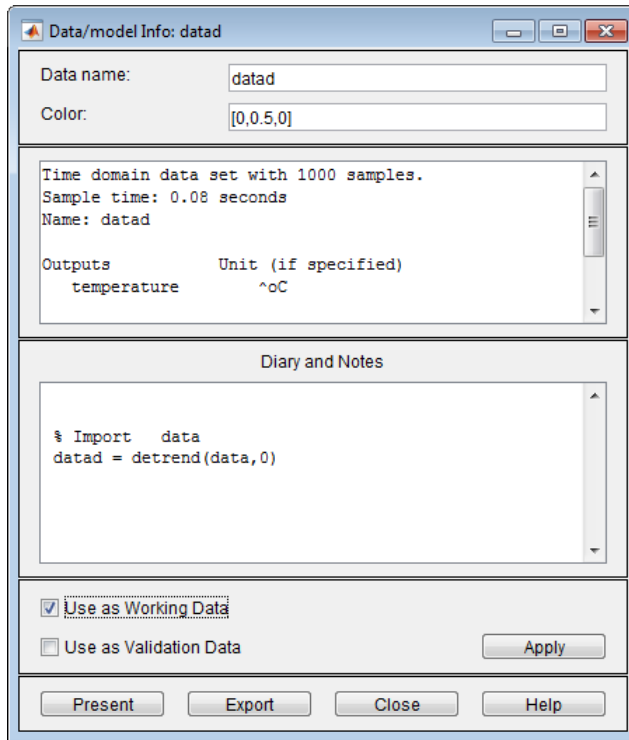 Data/model Info: datad
Data name: datad
Color: [0,0.5,0]
Time domain data set with 1000 samples.
Sample time: 0.08 seconds
Name: datad
Outputs Unit (if specified)
temperature ^oC
Diary and Notes
% Import data
datad = detrend(data,0)
Use as Working Data
Use as Validation Data Apply
Present Export Close Help